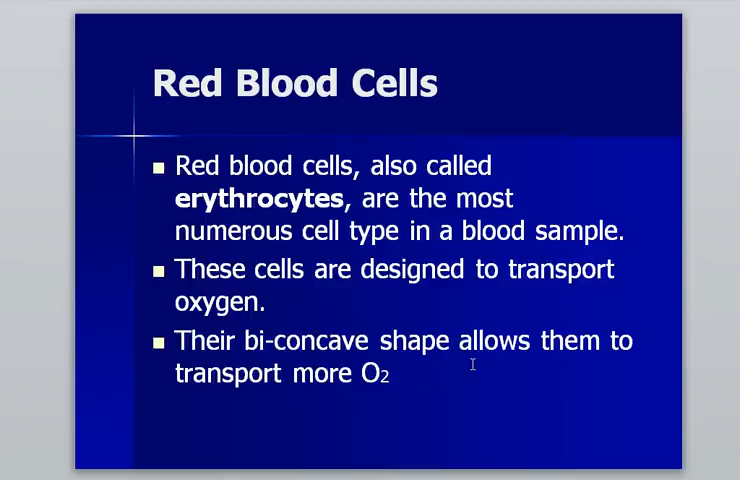 Red Blood Cells
Red blood cells, also called
erythrocytes, are the most
numerous cell type in a blood sample.
These cells are designed to transport
oxygen.
Their bi-concave shape allows them to
transport more O2